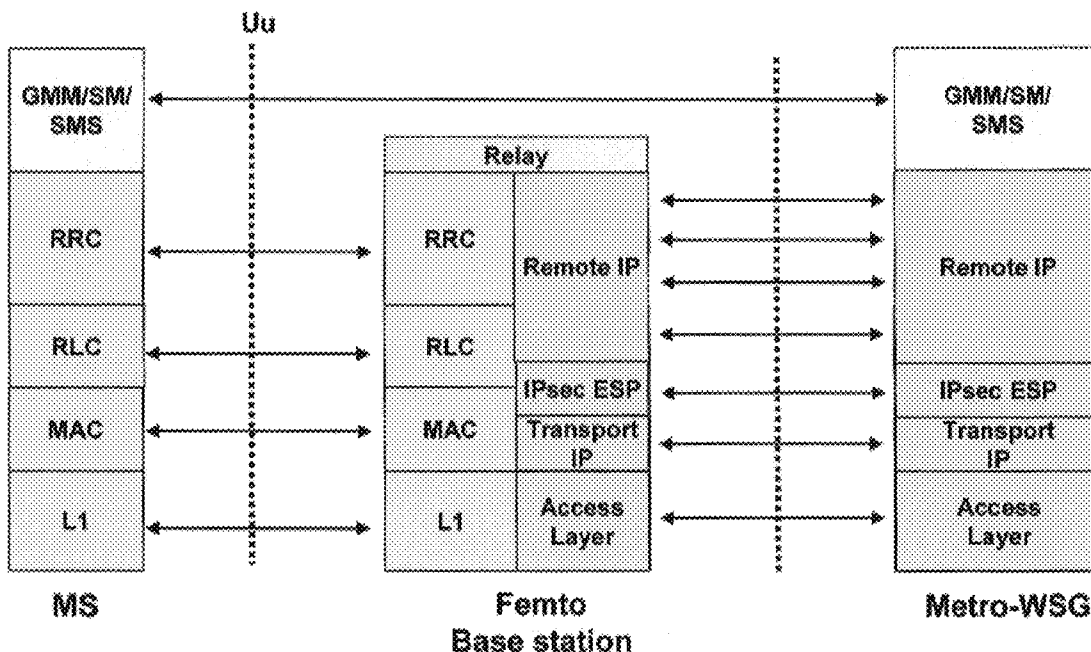 Uu
GMM/SM/
SMS
GMM/SM/
SMS
Relay
RRC
RRC
Remote IP
Remote IP
RLC
RLC
IPsec ESP
IPsec ESP
MAC
MAC
Transport
IP
Transport
IP
L1
L1
Access
Layer
Access
Layer
MS
Femto
Base station
Metro-WSG